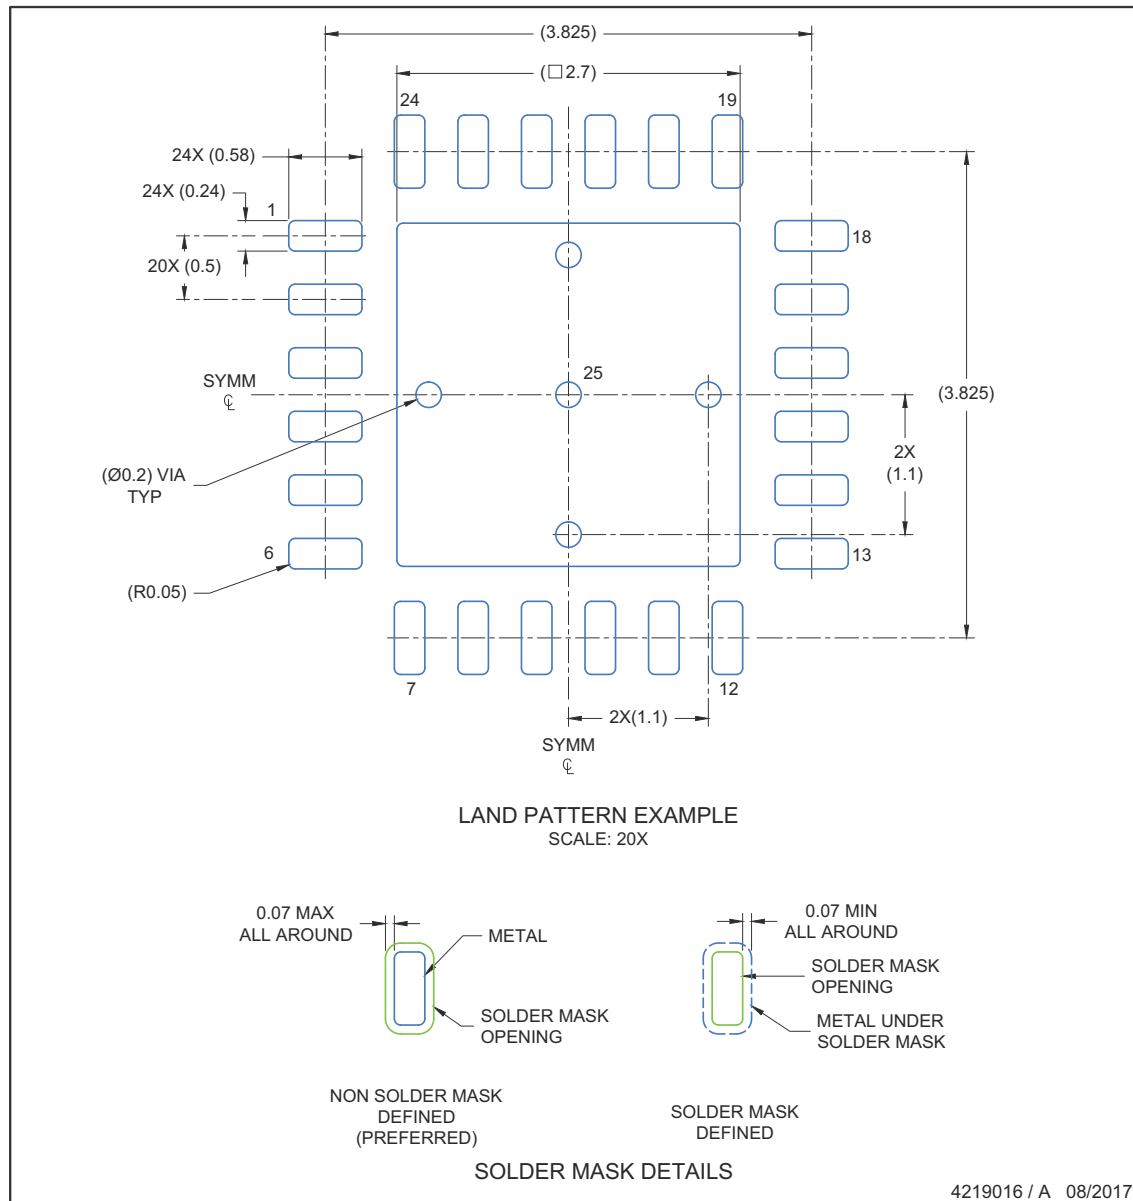 (3.825)
(□2.7)
24
19
24X (0.58)
24X (0.24)
1
18
20X (0.5)
25
SYMM
℄
(3.825)
2X
(1.1)
(Ø0.2) VIA
TYP
6
13
(R0.05)
7
12
2X(1.1)
SYMM
℄
LAND PATTERN EXAMPLE
SCALE: 20X
0.07 MAX
ALL AROUND
METAL
SOLDER MASK
OPENING
0.07 MIN
ALL AROUND
SOLDER MASK
OPENING
METAL UNDER
SOLDER MASK
NON SOLDER MASK
DEFINED
(PREFERRED)
SOLDER MASK
DEFINED
SOLDER MASK DETAILS
4219016 / A 08/2017